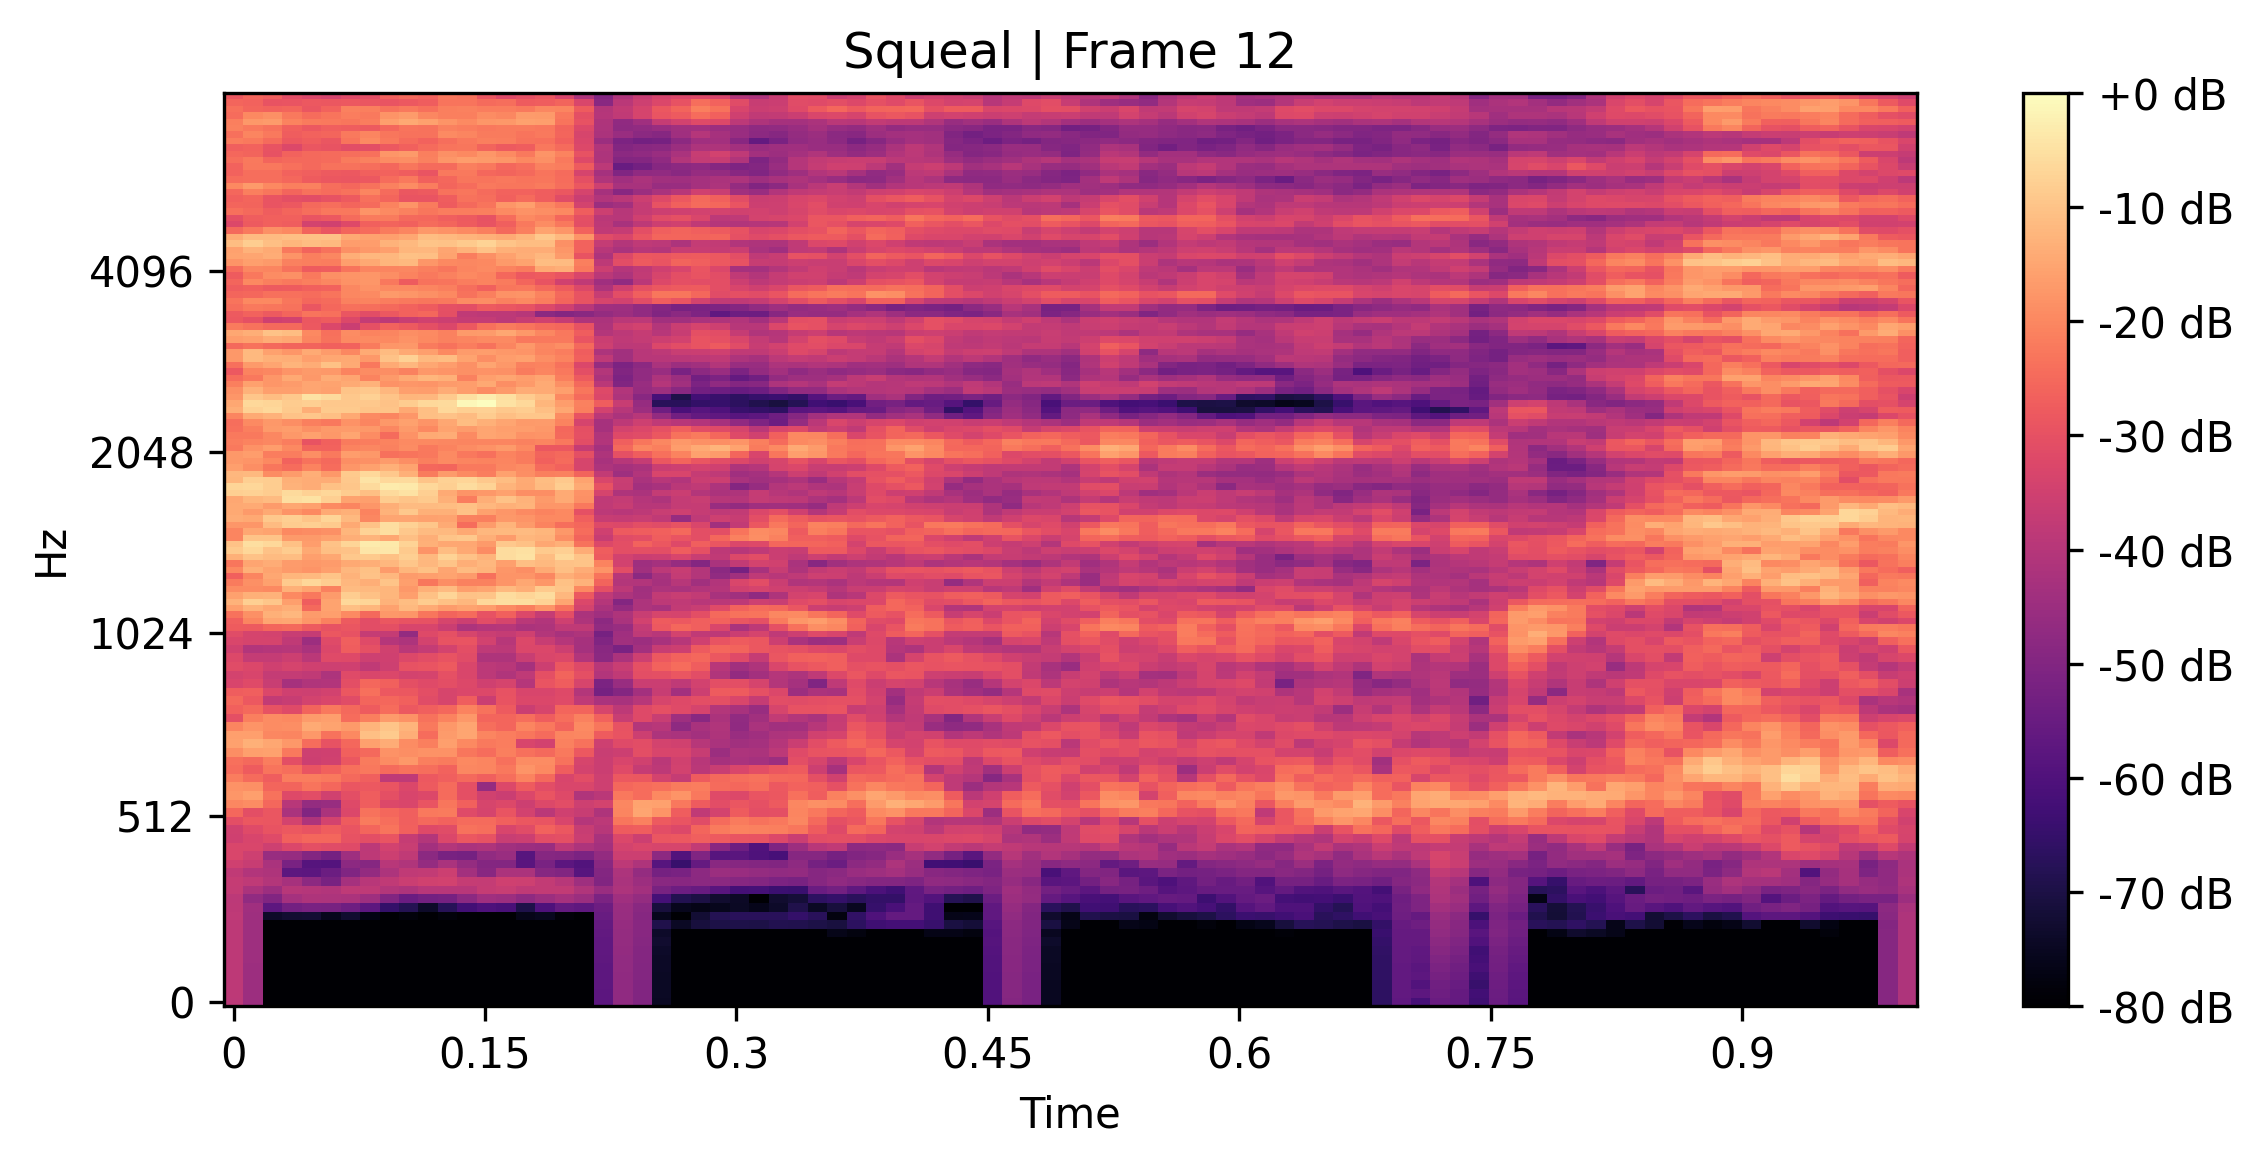 Squeal | Frame 12
+0 dB
-10 dB
-20 dB
-30 dB
-40 dB
-50 dB
-60 dB
-70 dB
-80 dB
Hz
4096
2048
1024
512
0
0 0.15 0.3 0.45 0.6 0.75 0.9
Time